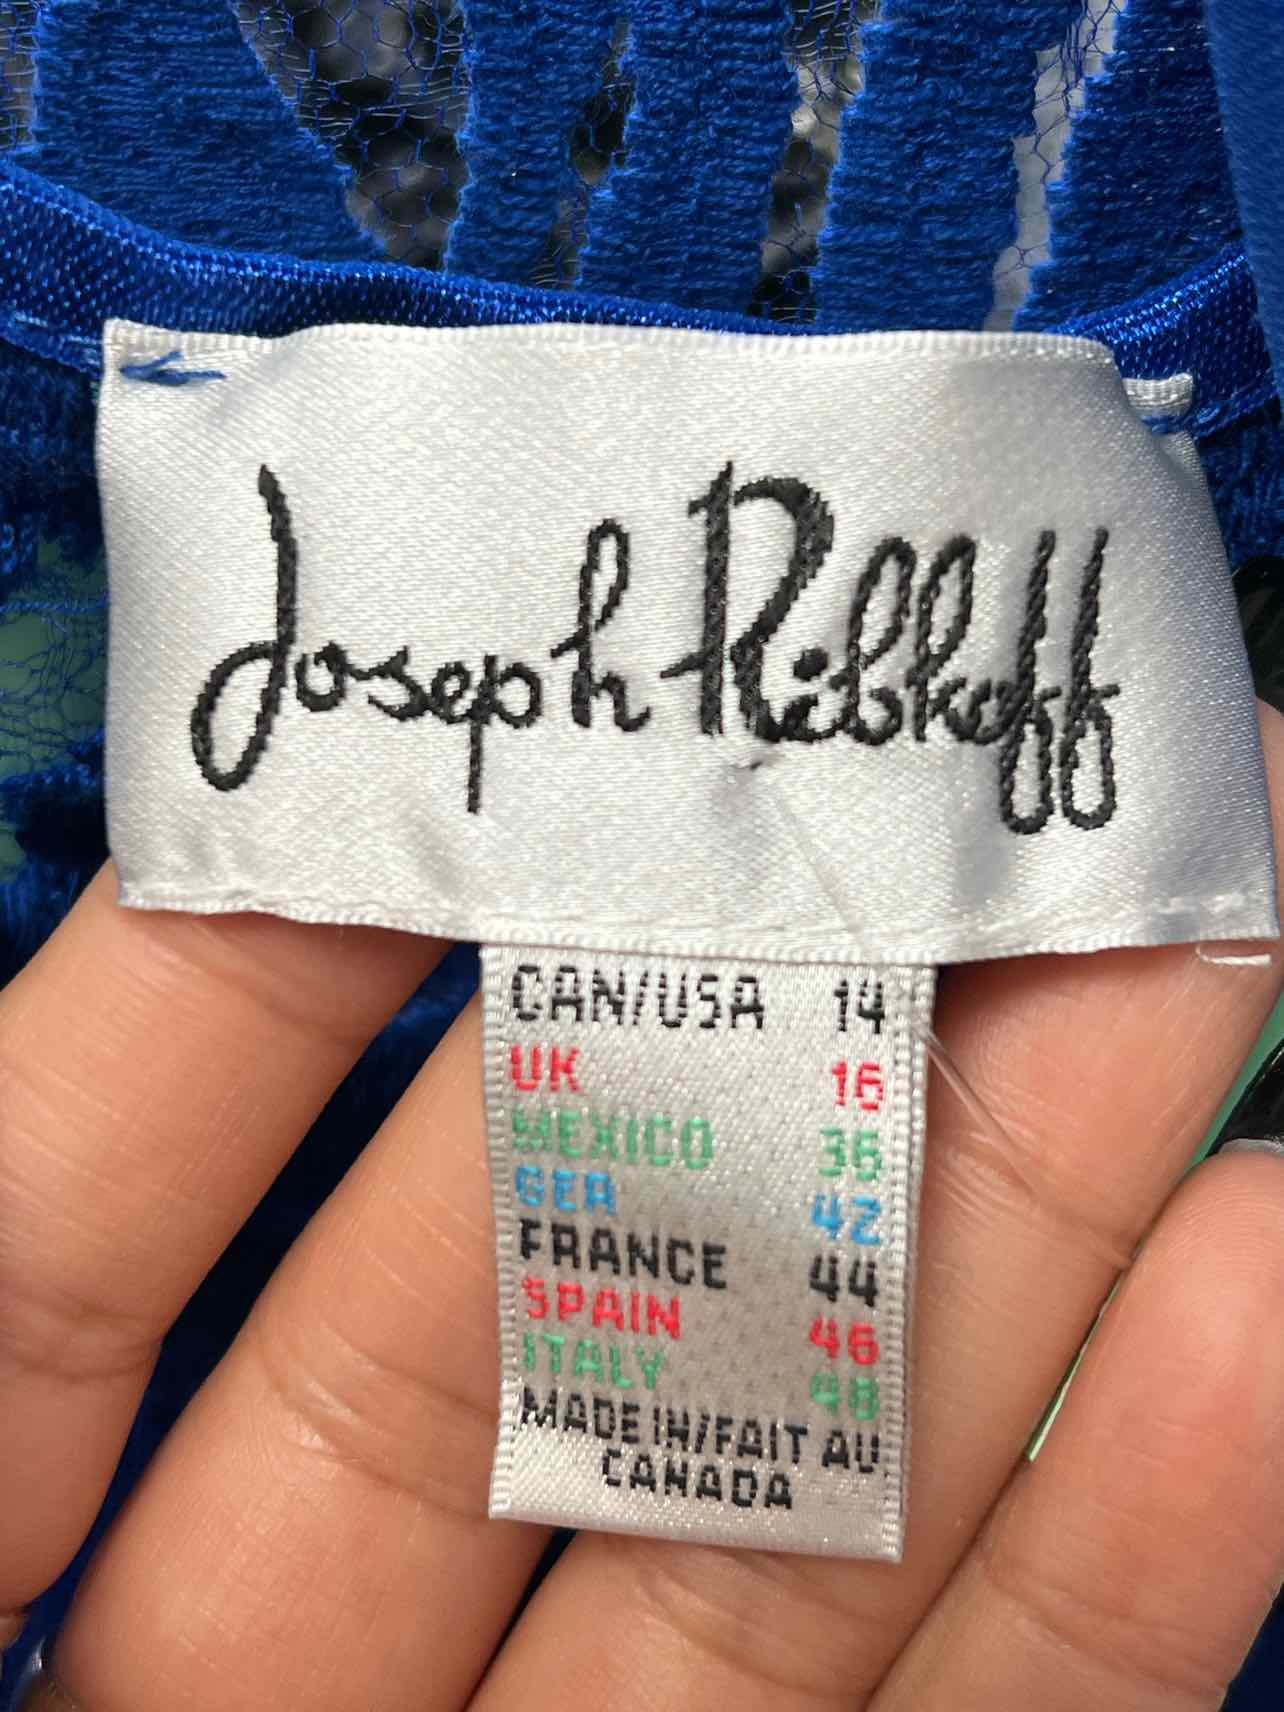 Joseph Ribkoff
CAN/USA 14
UK 16
MEXICO 36
GER 42
FRANCE 44
SPAIN 46
ITALY 48
MADE IN/FAIT AU
CANADA